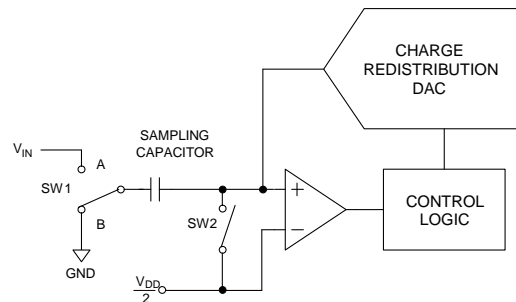 CHARGE
REDISTRIBUTION
DAC
SAMPLING
CAPACITOR
VIN
A
SW1
B
SW2
+
−
CONTROL
LOGIC
GND
VDD
2